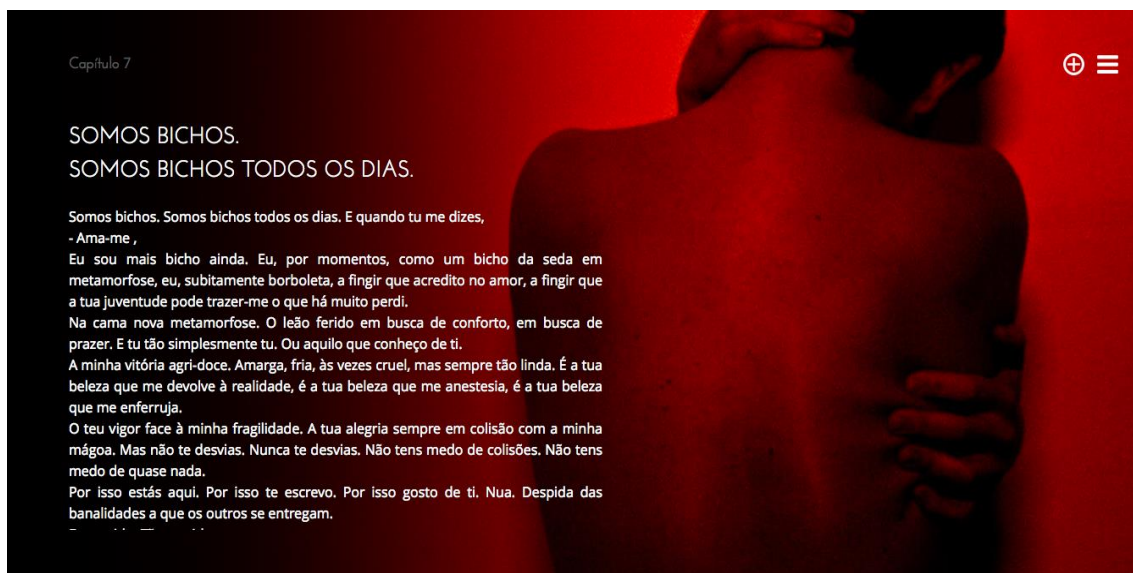 Capítulo 7
SOMOS BICHOS.
SOMOS BICHOS TODOS OS DIAS.
Somos bichos. Somos bichos todos os dias. E quando tu me dizes,
- Ama-me ,
Eu sou mais bicho ainda. Eu, por momentos, como um bicho da seda em
metamorfose, eu, subitamente borboleta, a fingir que acredito no amor, a fingir que
a tua juventude pode trazer-me o que há muito perdi.
Na cama nova metamorfose. O leão ferido em busca de conforto, em busca de
prazer. E tu tão simplesmente tu. Ou aquilo que conheço de ti.
A minha vitória agri-doce. Amarga, fria, às vezes cruel, mas sempre tão linda. É a tua
beleza que me devolve à realidade, é a tua beleza que me anestesia, é a tua beleza
que me enferruja.
O teu vigor face à minha fragilidade. A tua alegria sempre em colisão com a minha
mágoa. Mas não te desvias. Nunca te desvias. Não tens medo de colisões. Não tens
medo de quase nada.
Por isso estás aqui. Por isso te escrevo. Por isso gosto de ti. Nua. Despida das
banalidades a que os outros se entregam.